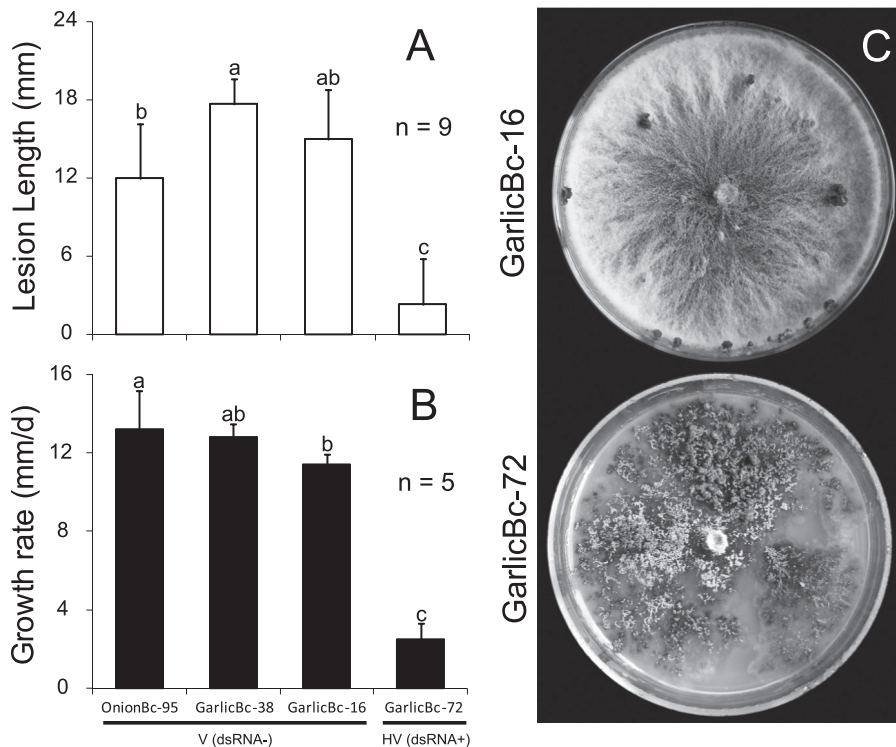 A
Lesion Length (mm)
24
18
12
6
0
b
a
ab
c
n = 9
B
Growth rate (mm/d)
16
12
8
4
0
a
ab
b
c
n = 5
OnionBc-95 GarlicBc-38 GarlicBc-16 GarlicBc-72
V (dsRNA-) HV (dsRNA+)
C
GarlicBc-16
GarlicBc-72